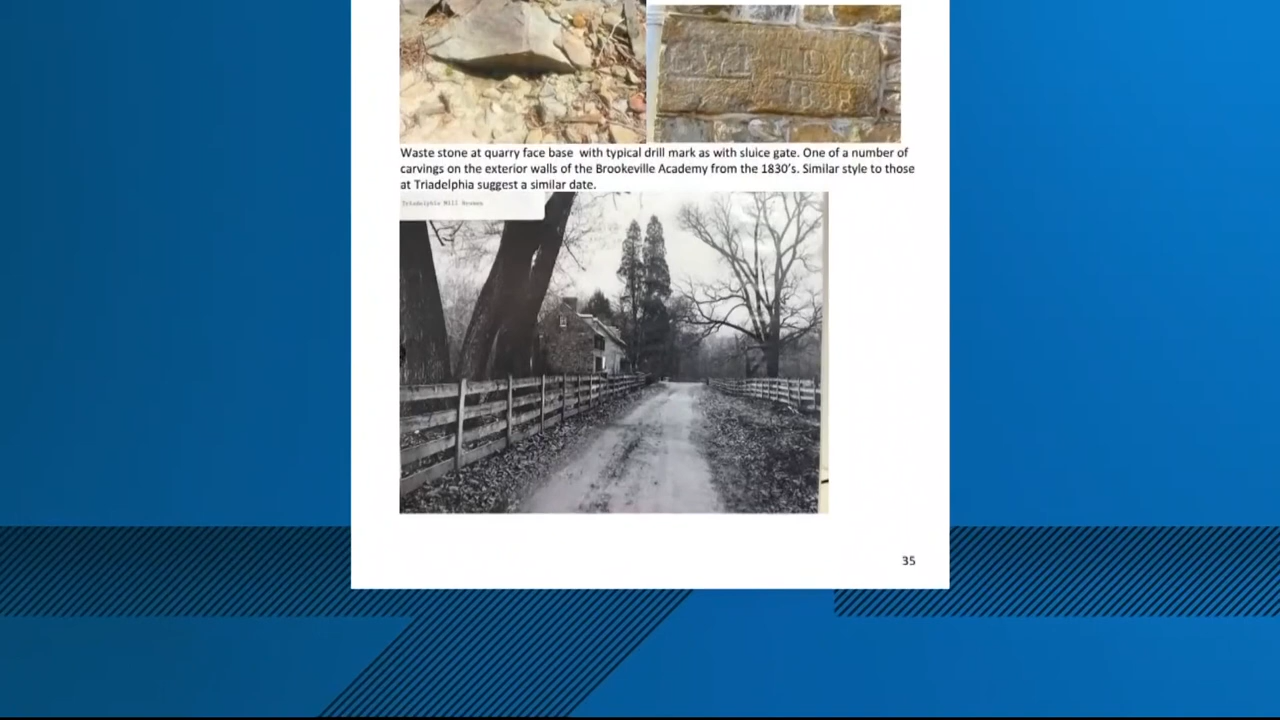 1838
Waste stone at quarry face base  with typical drill mark as with sluice gate. One of a number of
carvings on the exterior walls of the Brookeville Academy from the 1830's. Similar style to those
at Triadelphia suggest a similar date.
Triadelphia Mill
35